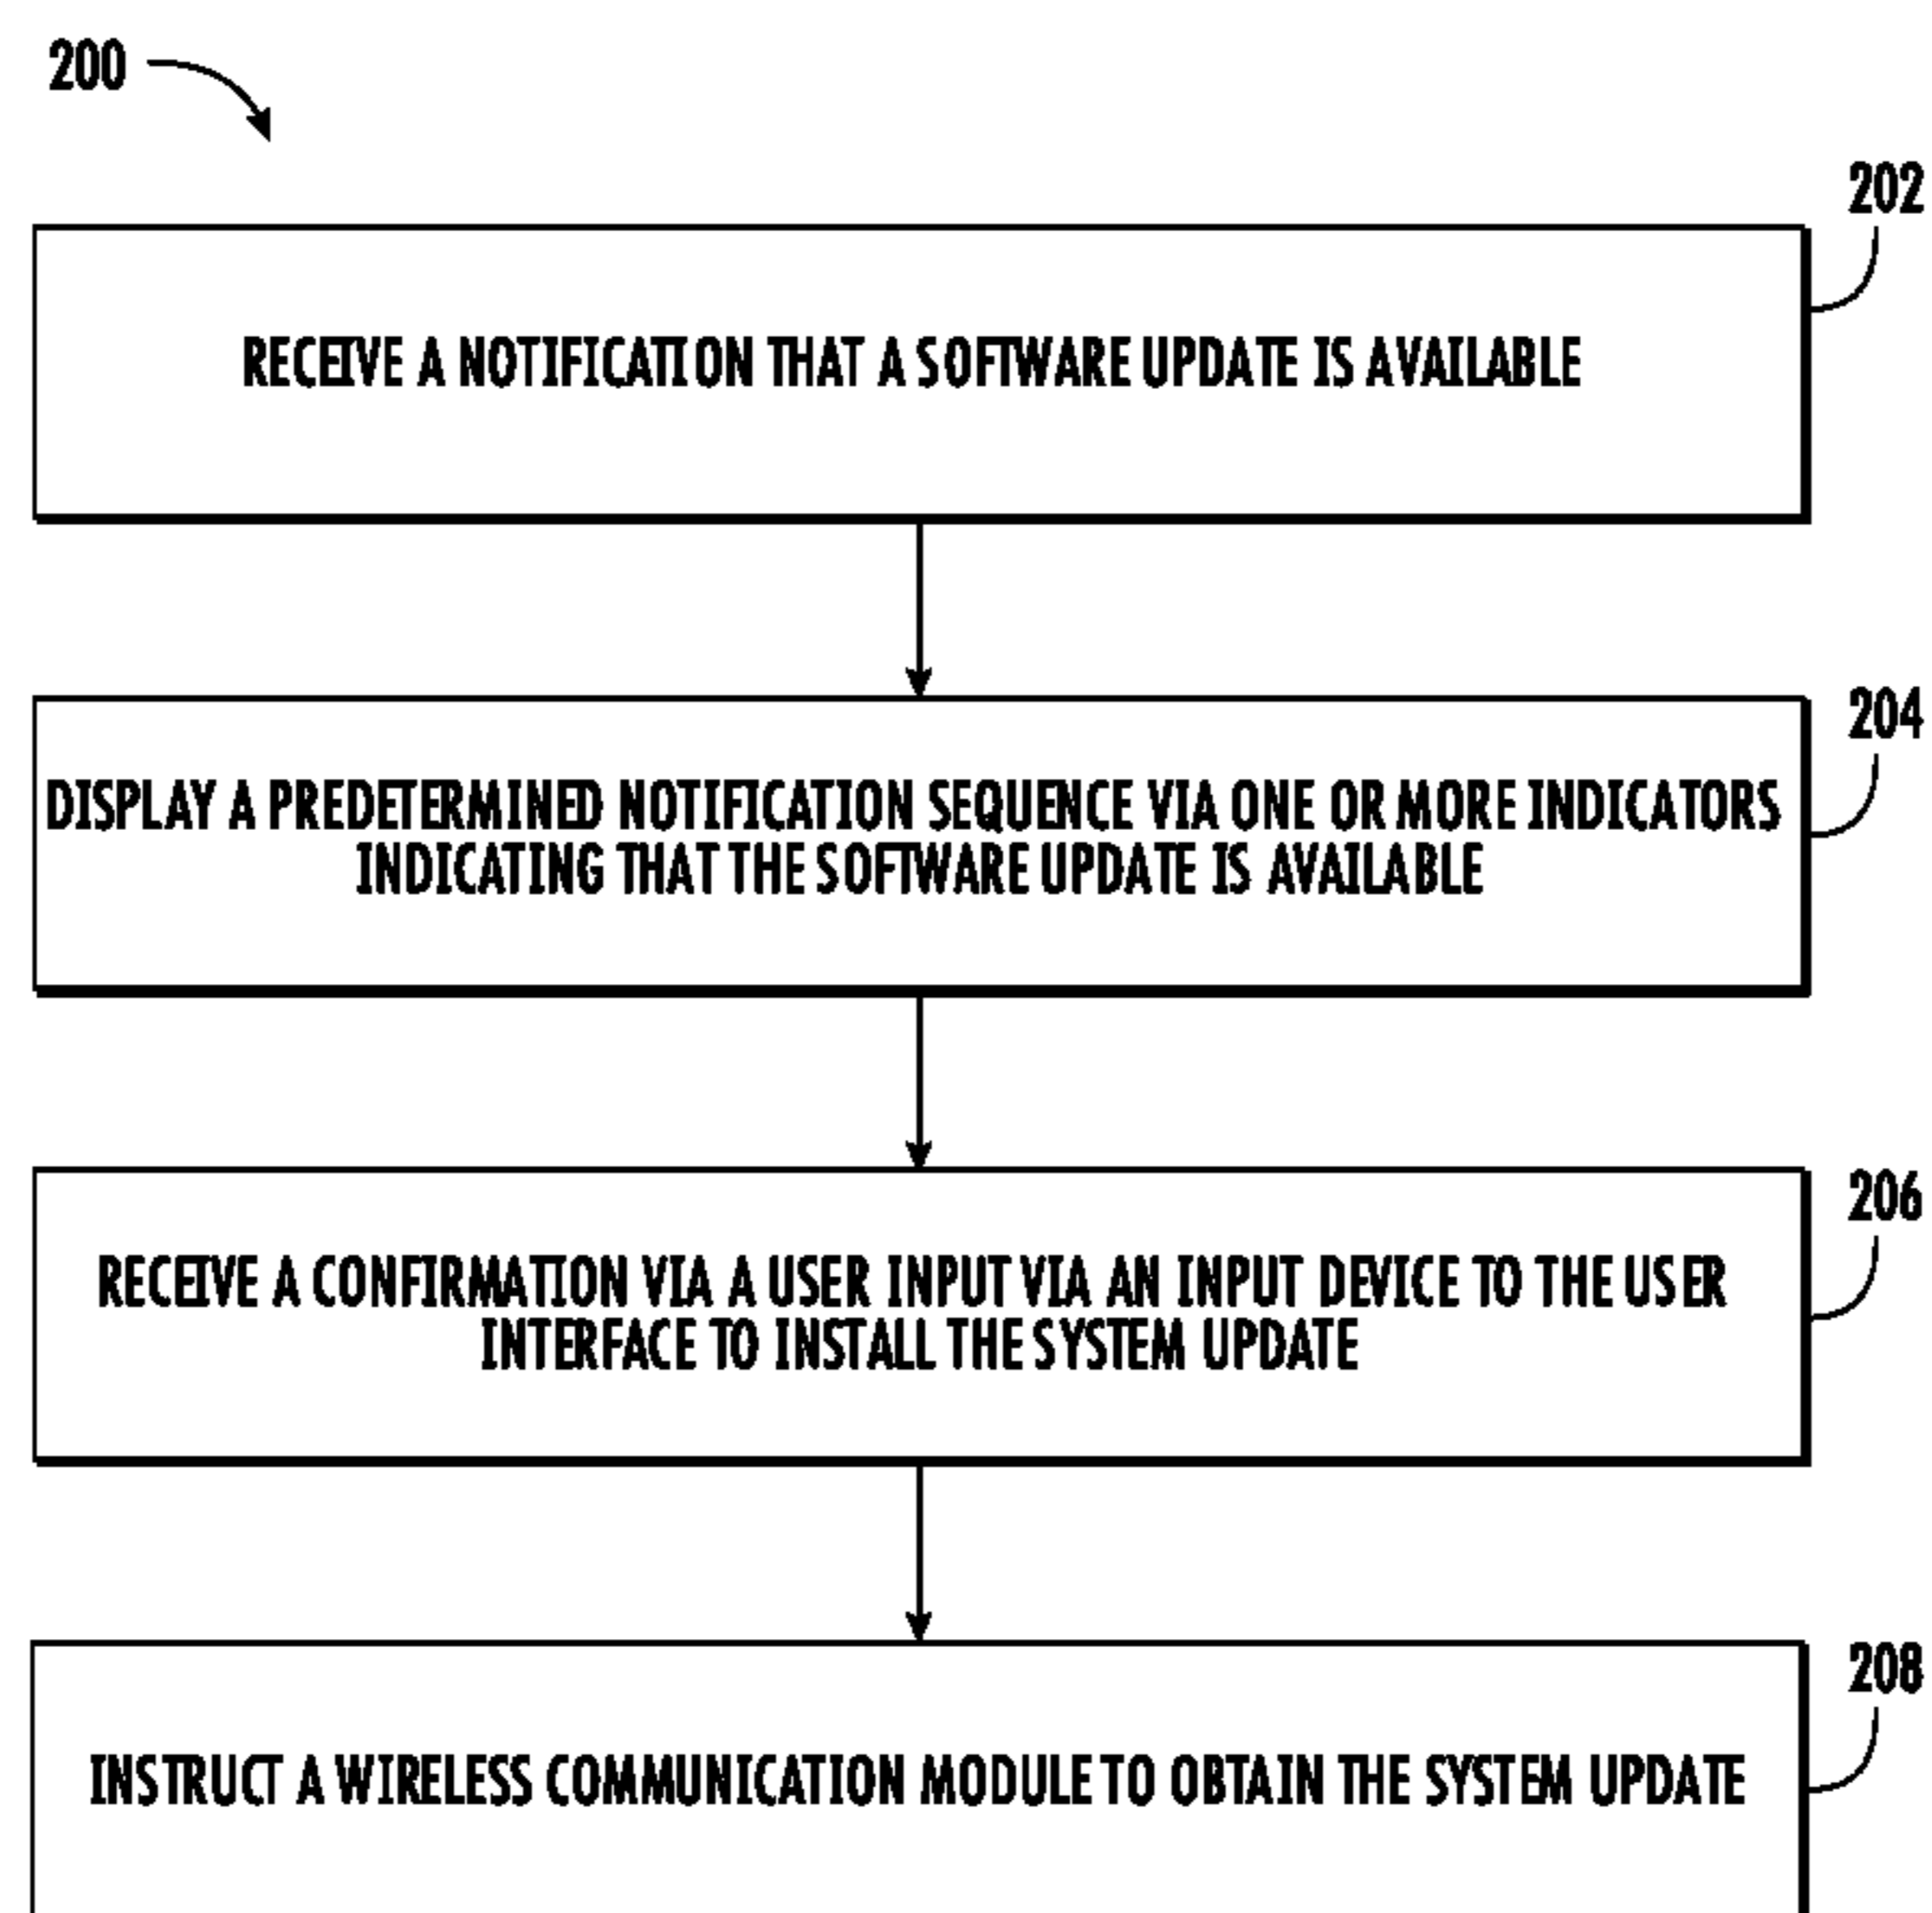 200
202
RECEIVE A NOTIFICATION THAT A SOFTWARE UPDATE IS AVAILABLE
204
DISPLAY A PREDETERMINED NOTIFICATION SEQUENCE VIA ONE OR MORE INDICATORS
INDICATING THAT THE SOFTWARE UPDATE IS AVAILABLE
206
RECEIVE A CONFIRMATION VIA A USER INPUT VIA AN INPUT DEVICE TO THE USER
INTERFACE TO INSTALL THE SYSTEM UPDATE
208
INSTRUCT A WIRELESS COMMUNICATION MODULE TO OBTAIN THE SYSTEM UPDATE